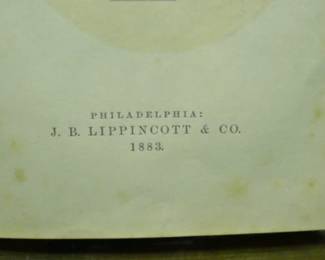 PHILADELPHIA:
J. B. LIPPINCOTT & CO.
1883.